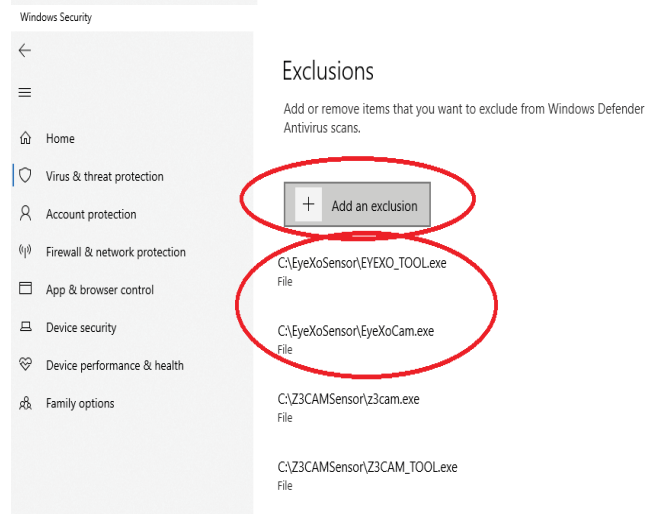 Windows Security
Home
Virus & threat protection
Account protection
Firewall & network protection
App & browser control
Device security
Device performance & health
Family options
Exclusions
Add or remove items that you want to exclude from Windows Defender
Antivirus scans.
+ Add an exclusion
C:\EyeXoSensor\EYEXO_TOOL.exe
File
C:\EyeXoSensor\EyeXoCam.exe
File
C:\Z3CAMSensor\z3cam.exe
File
C:\Z3CAMSensor\Z3CAM_TOOL.exe
File